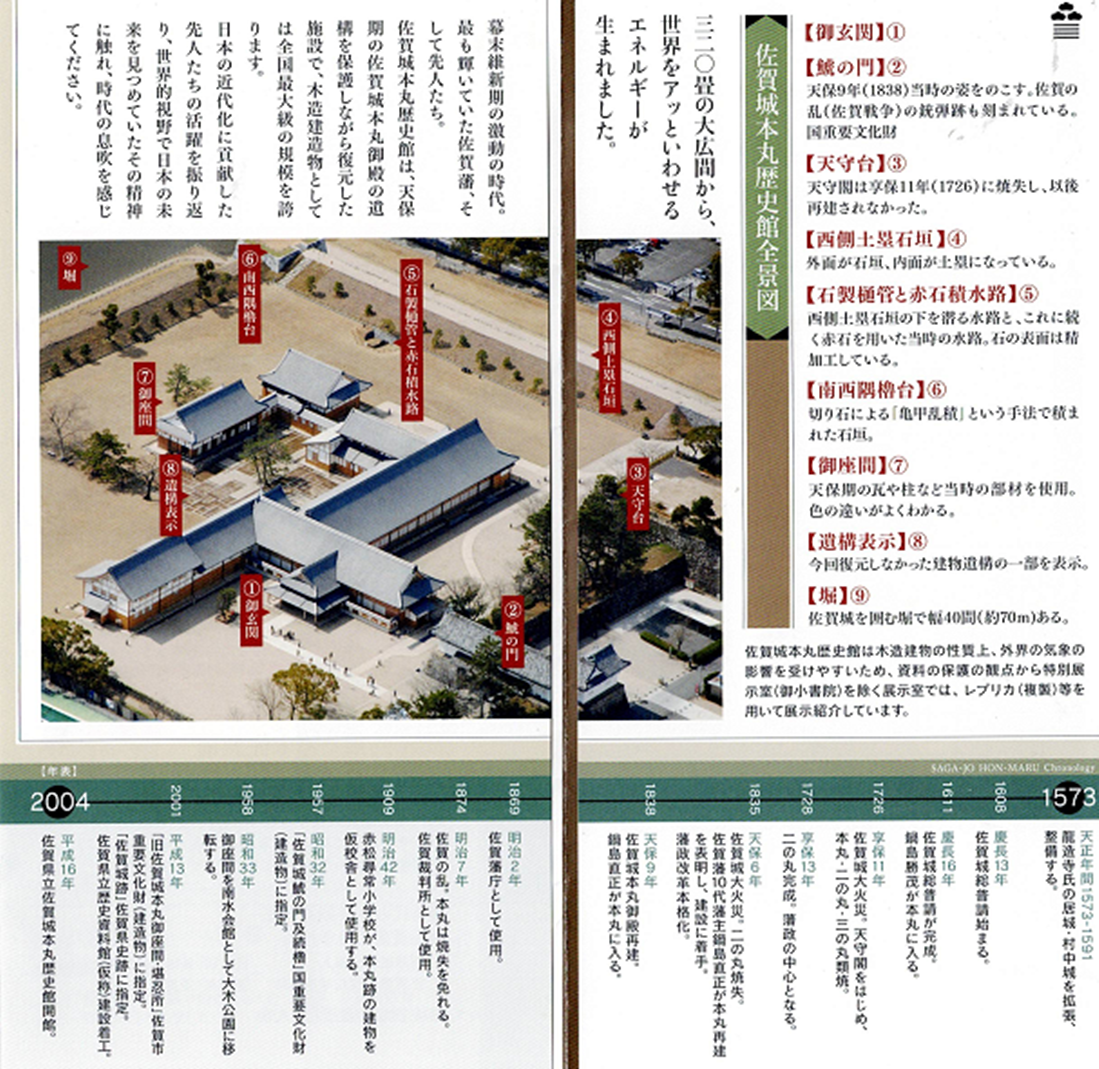 【御玄関】①
【鯱の門】②
天保9年(1838)当時の姿をのこす。佐賀の
乱(佐賀戦争)の銃弾跡も刻まれている。
国重要文化財
【天守台】③
天守閣は享保11年(1726)に焼失し、以後
再建されなかった。
【西側土塁石垣】④
外面が石垣、内面が土塁になっている。
【石製樋管と赤石積水路】⑤
西側土塁石垣の下を潜る水路と、これに続
く赤石を用いた当時の水路。石の表面は精
加工している。
【南西隅櫓台】⑥
切り石による「亀甲乱積」という手法で積ま
れた石垣。
【御座間】⑦
天保期の瓦や柱など当時の部材を使用。
色の違いがよくわかる。
【遺構表示】⑧
今回復元しなかった建物遺構の一部を表示。
【堀】⑨
佐賀城を囲む堀で幅40間(約70m)ある。
佐賀城本丸歴史館は木造建物の性質上、外界の気象の
影響を受けやすいため、資料の保護の観点から特別展
示室(御小書院)を除く展示室では、レプリカ(複製)等を
用いて展示紹介しています。
佐賀城本丸歴史館全景図
三二〇畳の大広間から、
世界をアッといわせる
エネルギーが
生まれました。
幕末維新期の激動の時代。
最も輝いていた佐賀藩、そ
して先人たち。
佐賀城本丸歴史館は、天保
期の佐賀城本丸御殿の遺
構を保護しながら復元した
施設で、木造建造物として
は全国最大級の規模を誇
ります。
日本の近代化に貢献した
先人たちの活躍を振り返
り、世界的視野で日本の未
来を見つめていたその精神
に触れ、時代の息吹を感じ
てください。
⑨堀
⑥南西隅櫓台
⑤石製樋管と赤石積水路
④西側土塁石垣
⑦御座間
⑧遺構表示
③天守台
①御玄関
②鯱の門
【年表】
SAGA-JO HON-MARU Chronology
1573
天正年間1573-1591
龍造寺氏の居城・村中城を拡張、
整備する。
1608
慶長13年
佐賀城総普請始まる。
1611
慶長16年
佐賀城総普請が完成。
鍋島勝茂が本丸に入る。
1726
享保11年
佐賀城大火災。天守閣をはじめ、
本丸・二の丸・三の丸類焼。
1728
享保13年
二の丸完成。藩政の中心となる。
1835
天保6年
佐賀城大火災。二の丸焼失。
佐賀藩10代藩主鍋島直正が本丸再建
を表明し、建設に着手。
藩政改革本格化。
1838
天保9年
佐賀城本丸御殿再建。
鍋島直正が本丸に入る。
1869
明治2年
佐賀藩庁として使用。
1874
明治7年
佐賀の乱。本丸は焼失を免れる。
佐賀裁判所として使用。
1909
明治42年
赤松尋常小学校が、本丸跡の建物を
仮校舎として使用する。
1957
昭和32年
「佐賀城鯱の門及続櫓」国重要文化財
(建造物)に指定。
1958
昭和33年
御座間を南水会館として大木公園に移
転する。
2001
平成13年
「旧佐賀城本丸御座間・堪忍所」佐賀市
重要文化財(建造物)に指定。
「佐賀城跡」佐賀県史跡に指定。
佐賀県立歴史資料館(仮称)建設着工。
2004
平成16年
佐賀県立佐賀城本丸歴史館開館。